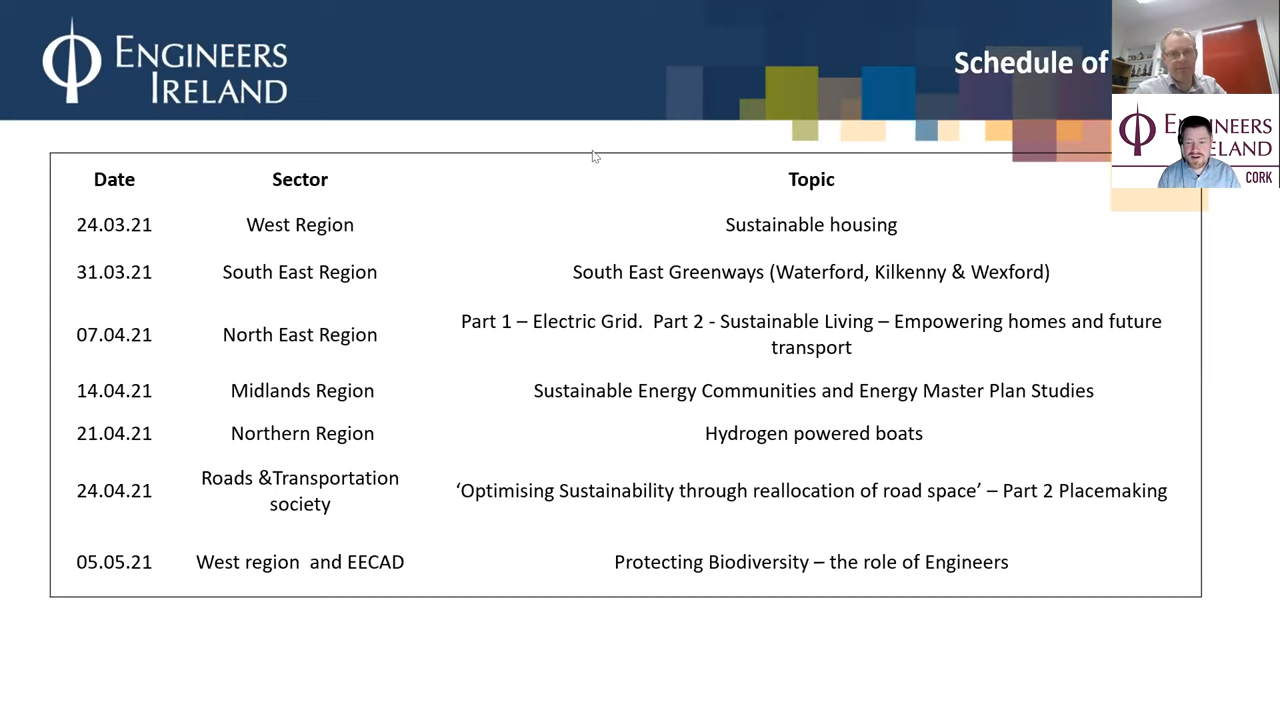 ENGINEERS
IRELAND
Schedule of
ENGINEERS
IRELAND
CORK
Date Sector Topic
24.03.21 West Region Sustainable housing
31.03.21 South East Region South East Greenways (Waterford, Kilkenny & Wexford)
07.04.21 North East Region Part 1 – Electric Grid.  Part 2 - Sustainable Living – Empowering homes and future
transport
14.04.21 Midlands Region Sustainable Energy Communities and Energy Master Plan Studies
21.04.21 Northern Region Hydrogen powered boats
24.04.21 Roads &Transportation
society ‘Optimising Sustainability through reallocation of road space’ – Part 2 Placemaking
05.05.21 West region  and EECAD Protecting Biodiversity – the role of Engineers